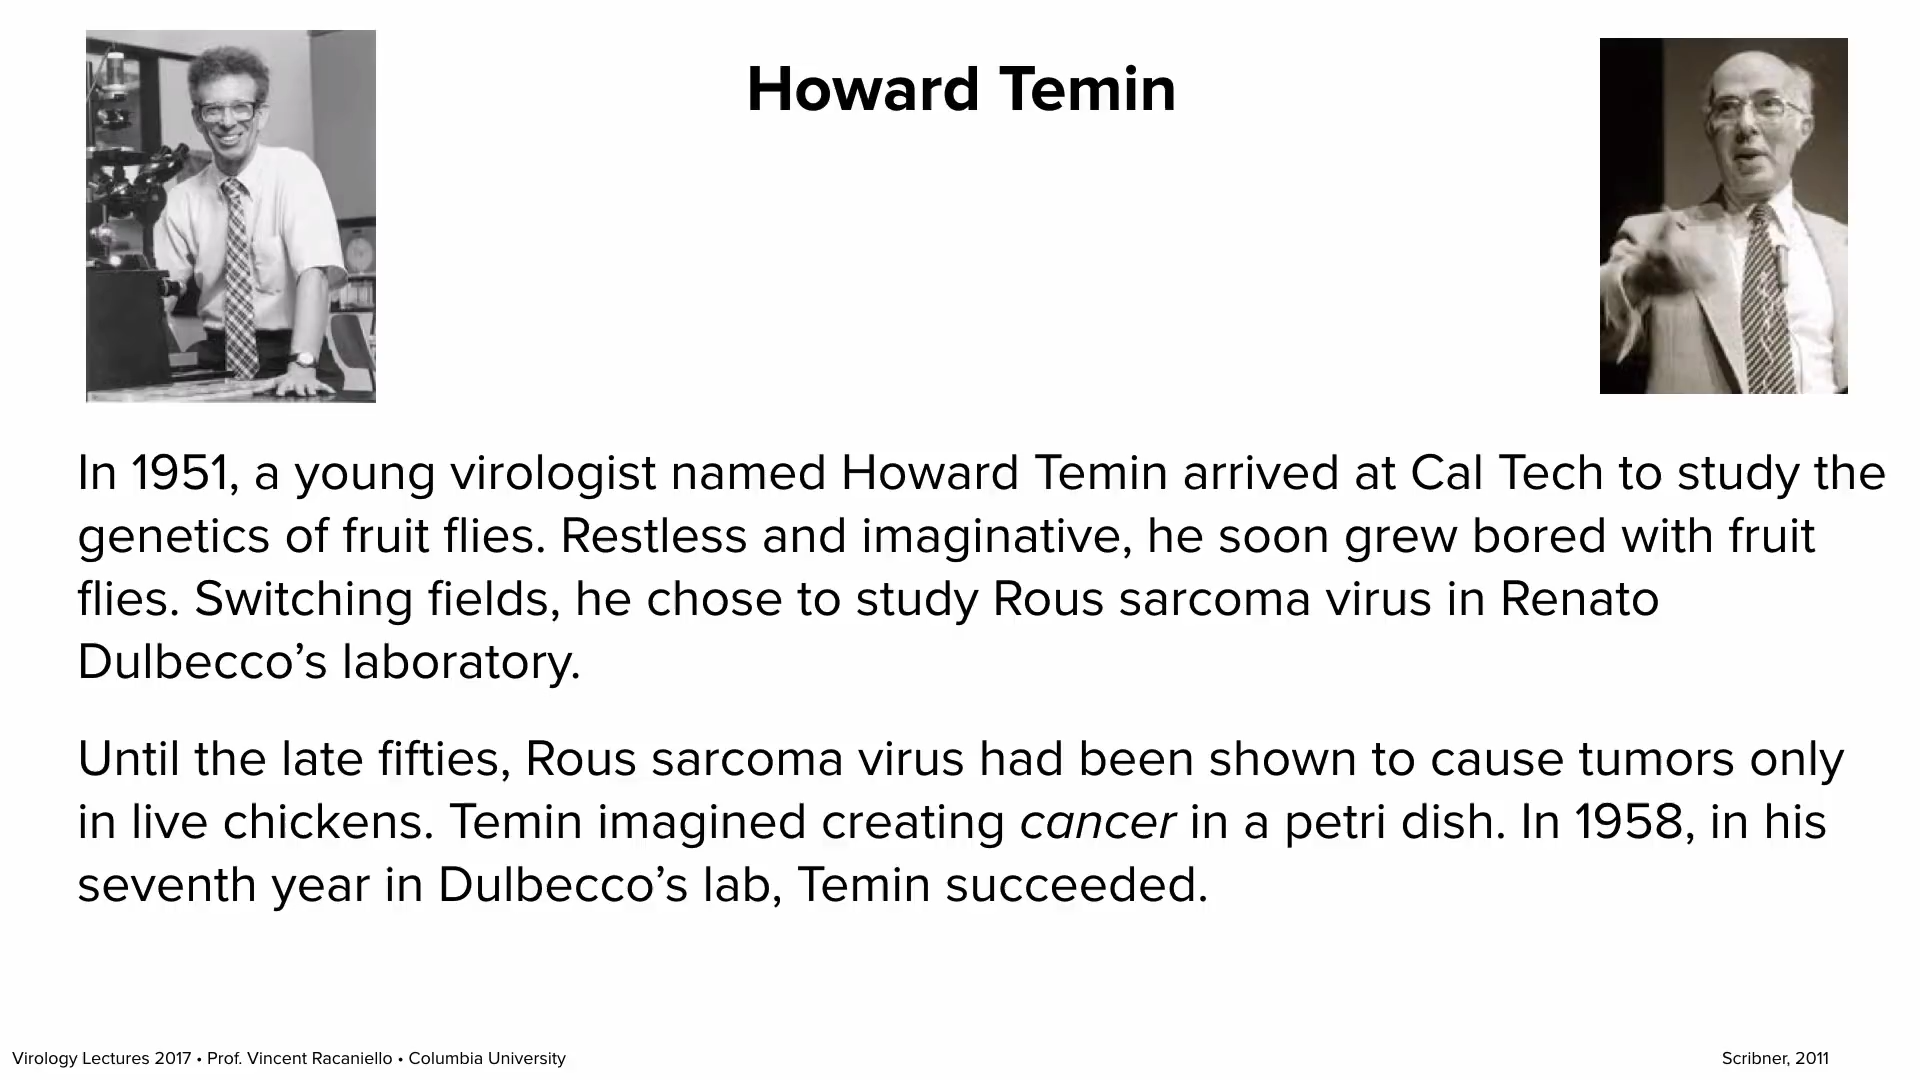 Howard Temin
In 1951, a young virologist named Howard Temin arrived at Cal Tech to study the
genetics of fruit flies. Restless and imaginative, he soon grew bored with fruit
flies. Switching fields, he chose to study Rous sarcoma virus in Renato
Dulbecco’s laboratory.
Until the late fifties, Rous sarcoma virus had been shown to cause tumors only
in live chickens. Temin imagined creating cancer in a petri dish. In 1958, in his
seventh year in Dulbecco’s lab, Temin succeeded.
Virology Lectures 2017 • Prof. Vincent Racaniello • Columbia University
Scribner, 2011